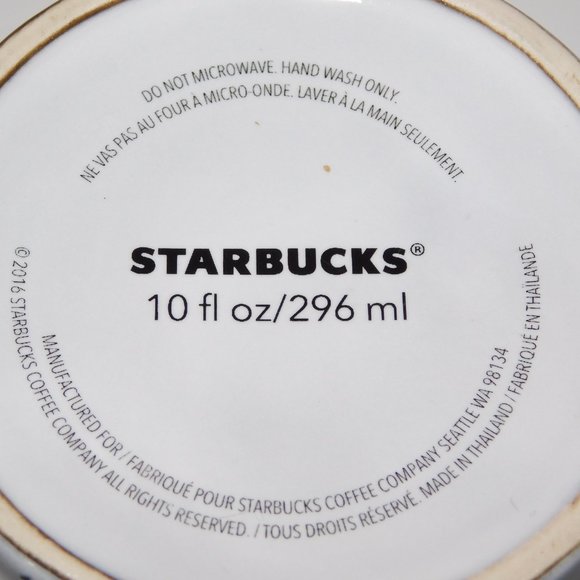 DO NOT MICROWAVE. HAND WASH ONLY.
NE VAS PAS AU FOUR À MICRO-ONDE. LAVER À LA MAIN SEULEMENT.
STARBUCKS®
10 fl oz/296 ml
MANUFACTURED FOR / FABRIQUÉ POUR STARBUCKS COFFEE COMPANY SEATTLE WA 98134
© 2016 STARBUCKS COFFEE COMPANY ALL RIGHTS RESERVED. / TOUS DROITS RÉSERVÉ. MADE IN THAILAND / FABRIQUÉ EN THAÏLANDE